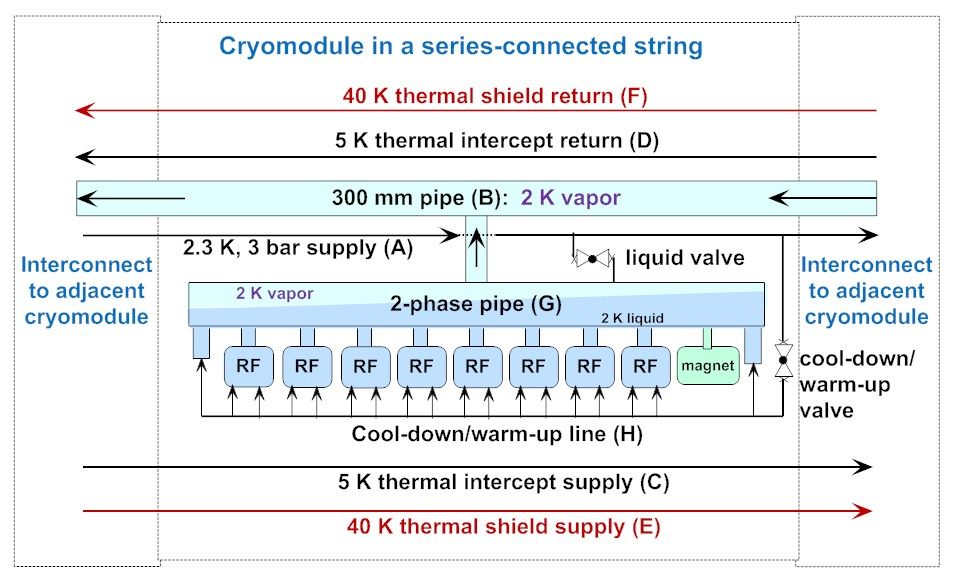 Cryomodule in a series-connected string
40 K thermal shield return (F)
5 K thermal intercept return (D)
300 mm pipe (B): 2 K vapor
2.3 K, 3 bar supply (A)
liquid valve
Interconnect
to adjacent
cryomodule
Interconnect
to adjacent
cryomodule
2 K vapor
2-phase pipe (G)
2 K liquid
RF RF RF RF RF RF RF RF magnet
cool-down/
warm-up
valve
Cool-down/warm-up line (H)
5 K thermal intercept supply (C)
40 K thermal shield supply (E)